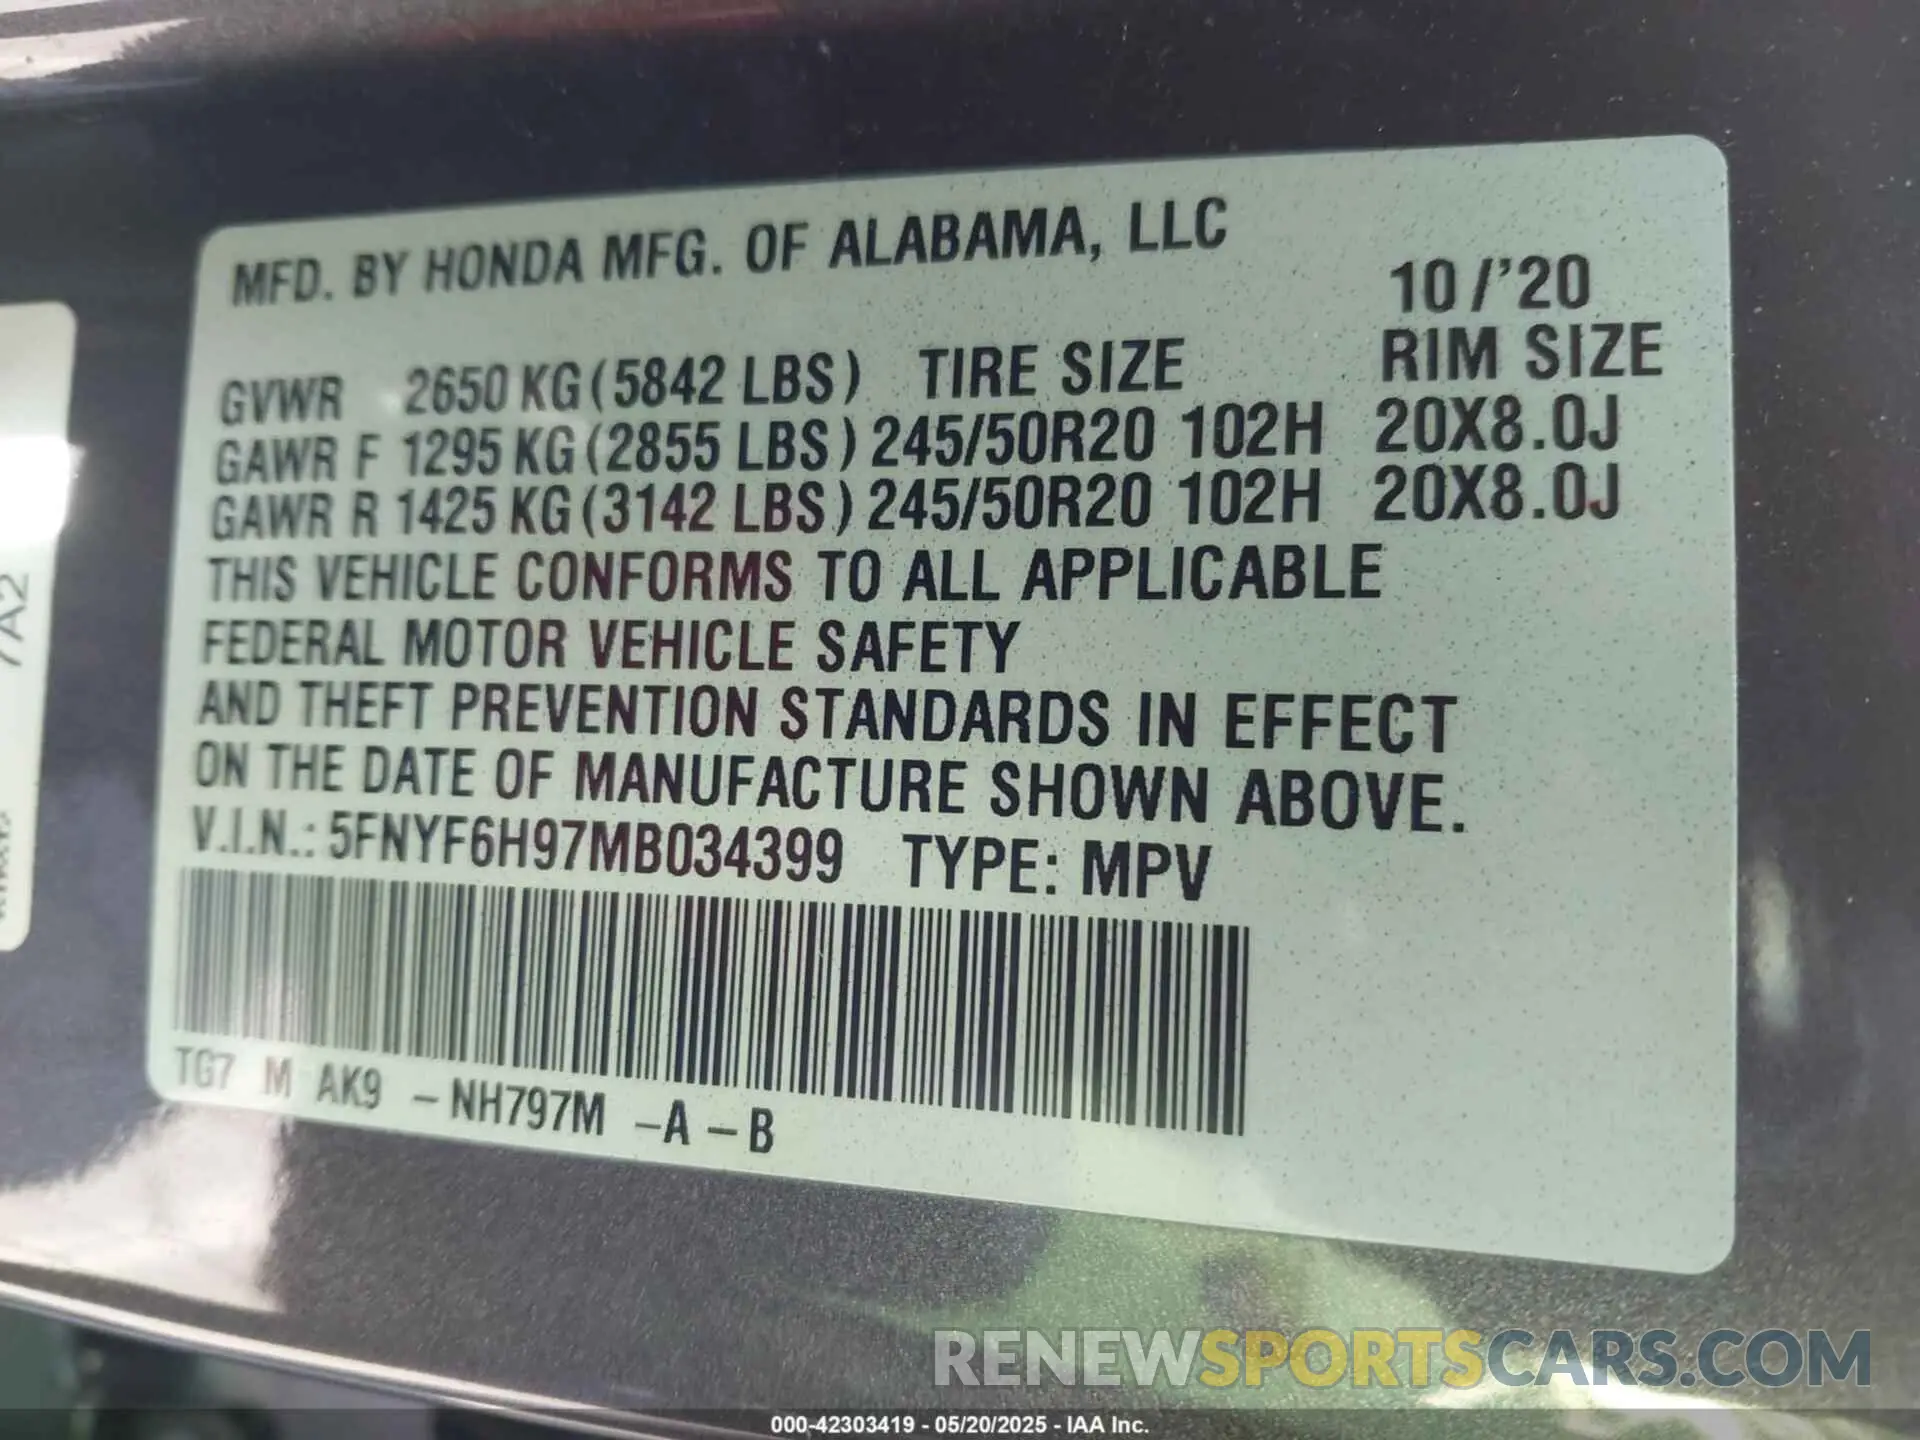 MFD. BY HONDA MFG. OF ALABAMA, LLC
10/'20
GVWR 2650 KG (5842 LBS) TIRE SIZE RIM SIZE
GAWR F 1295 KG (2855 LBS) 245/50R20 102H 20X8.0J
GAWR R 1425 KG (3142 LBS) 245/50R20 102H 20X8.0J
THIS VEHICLE CONFORMS TO ALL APPLICABLE
FEDERAL MOTOR VEHICLE SAFETY
AND THEFT PREVENTION STANDARDS IN EFFECT
ON THE DATE OF MANUFACTURE SHOWN ABOVE.
V.I.N.: 5FNYF6H97MB034399 TYPE: MPV
TG7 M AK9 -NH797M -A -B
7A2
RENEWSPORTSCARS.COM
000-42303419 - 05/20/2025 - IAA Inc.